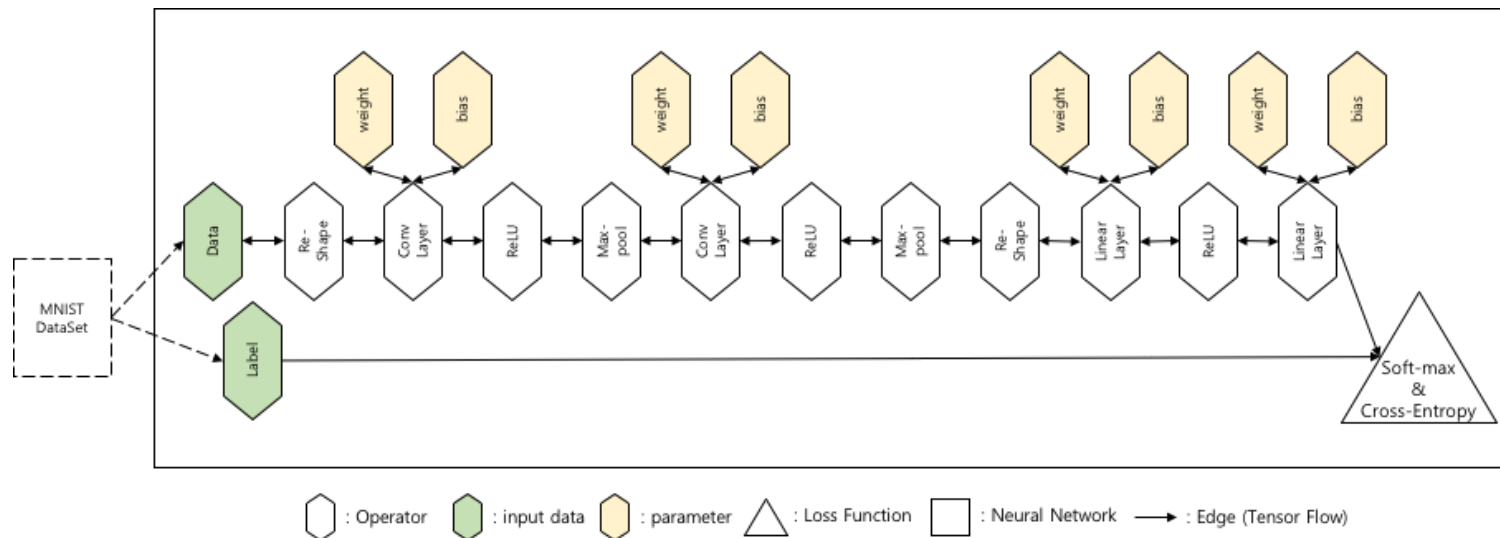 weight
bias
weight
bias
weight
bias
weight
bias
Data
Re-
Shape
Conv
Layer
ReLU
Max-
pool
Conv
Layer
ReLU
Max-
pool
Re-
Shape
Linear
Layer
ReLU
Linear
Layer
MNIST
DataSet
Label
Soft-max
&
Cross-Entropy
: Operator
: input data
: parameter
: Loss Function
: Neural Network
: Edge (Tensor Flow)